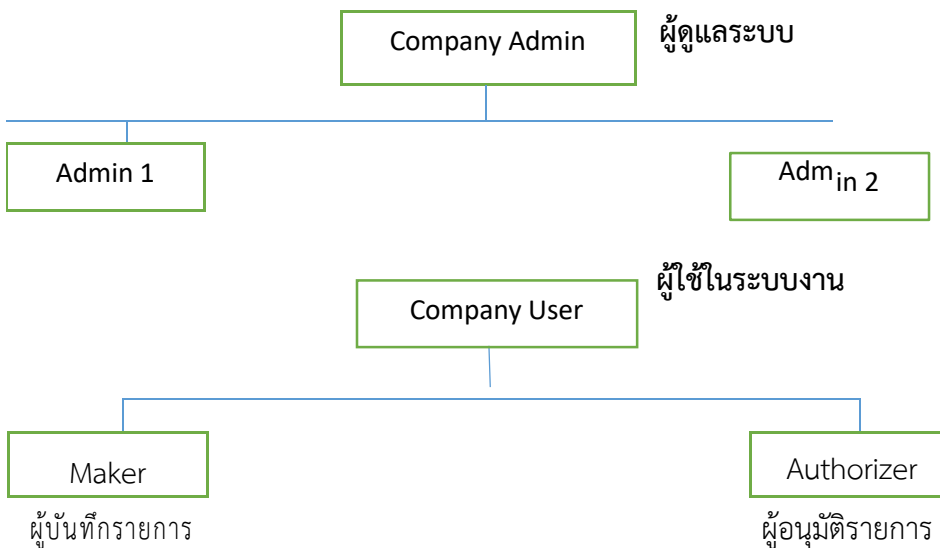 Company Admin
ผู้ดูแลระบบ
Admin 1
Admin 2
ผู้ใช้ในระบบงาน
Company User
Maker
Authorizer
ผู้บันทึกรายการ
ผู้อนุมัติรายการ